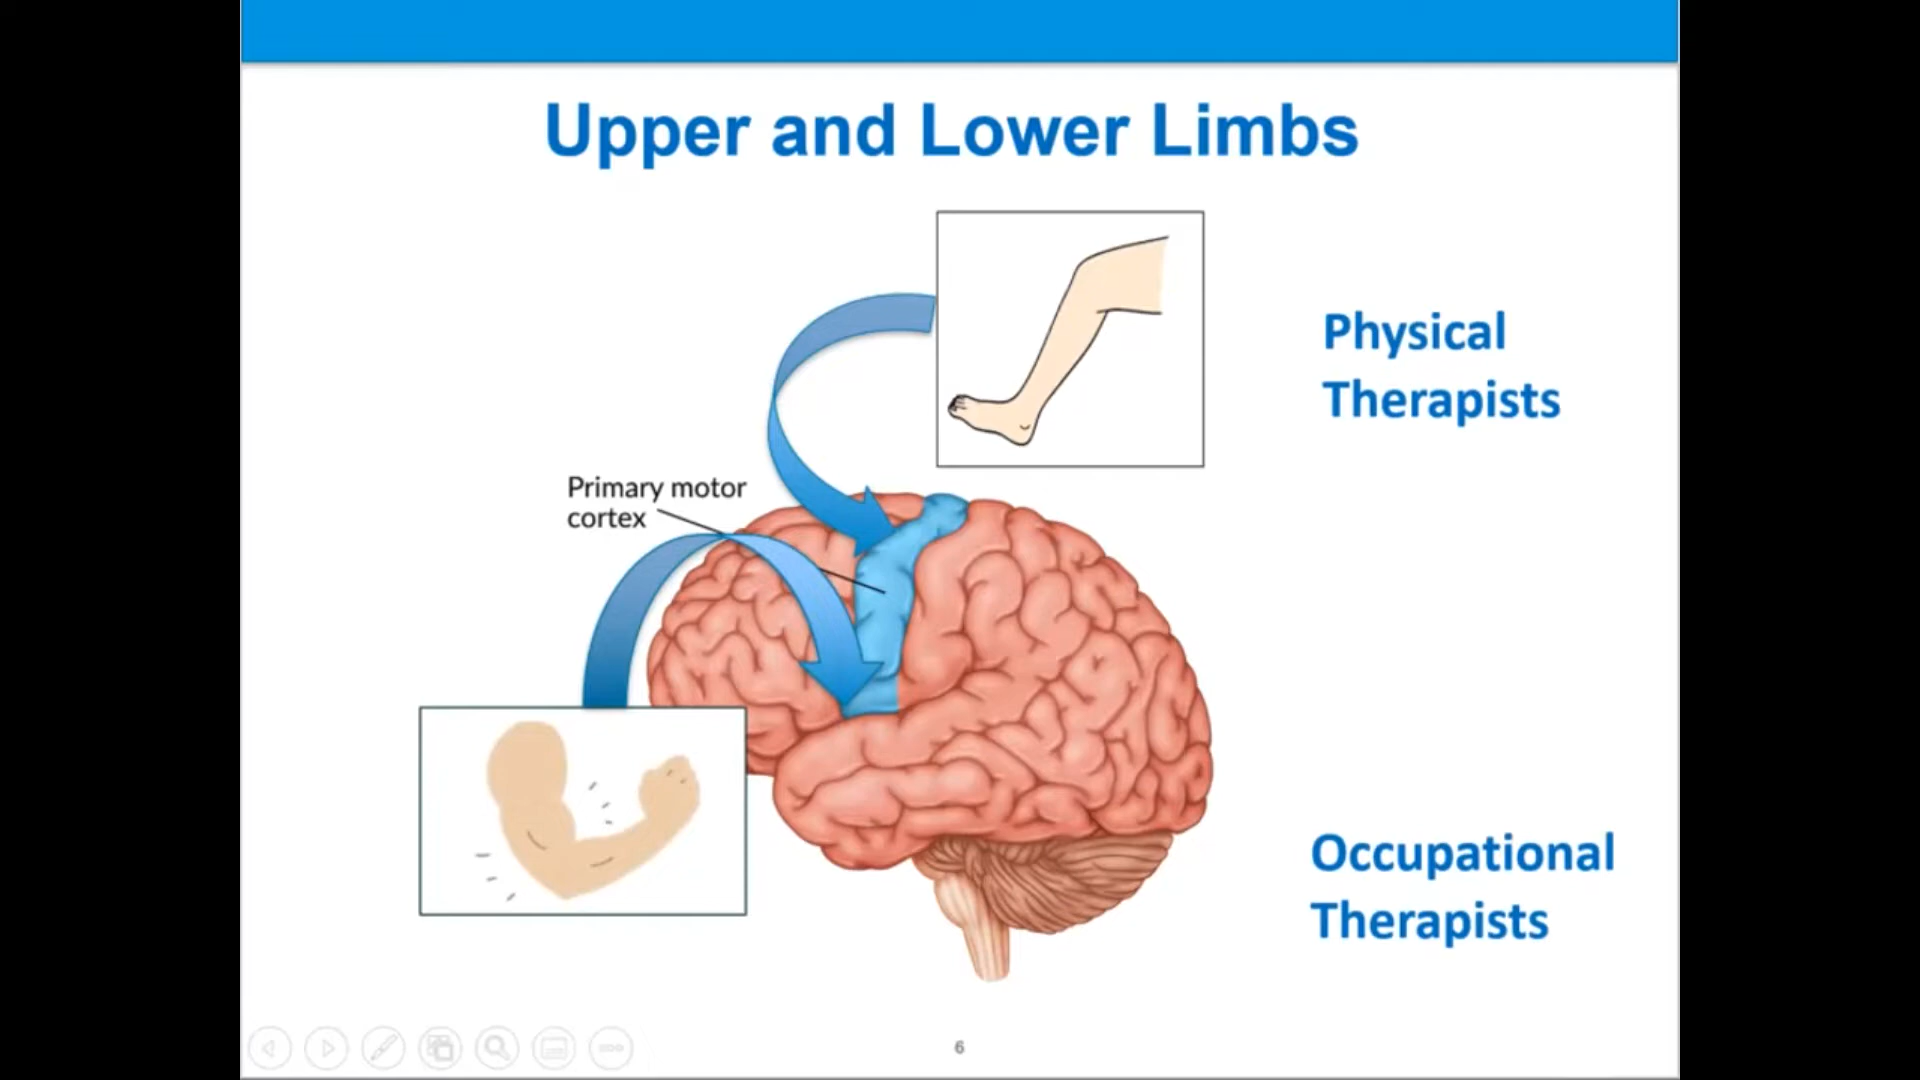 Upper and Lower Limbs
Physical
Therapists
Primary motor
cortex
Occupational
Therapists
6